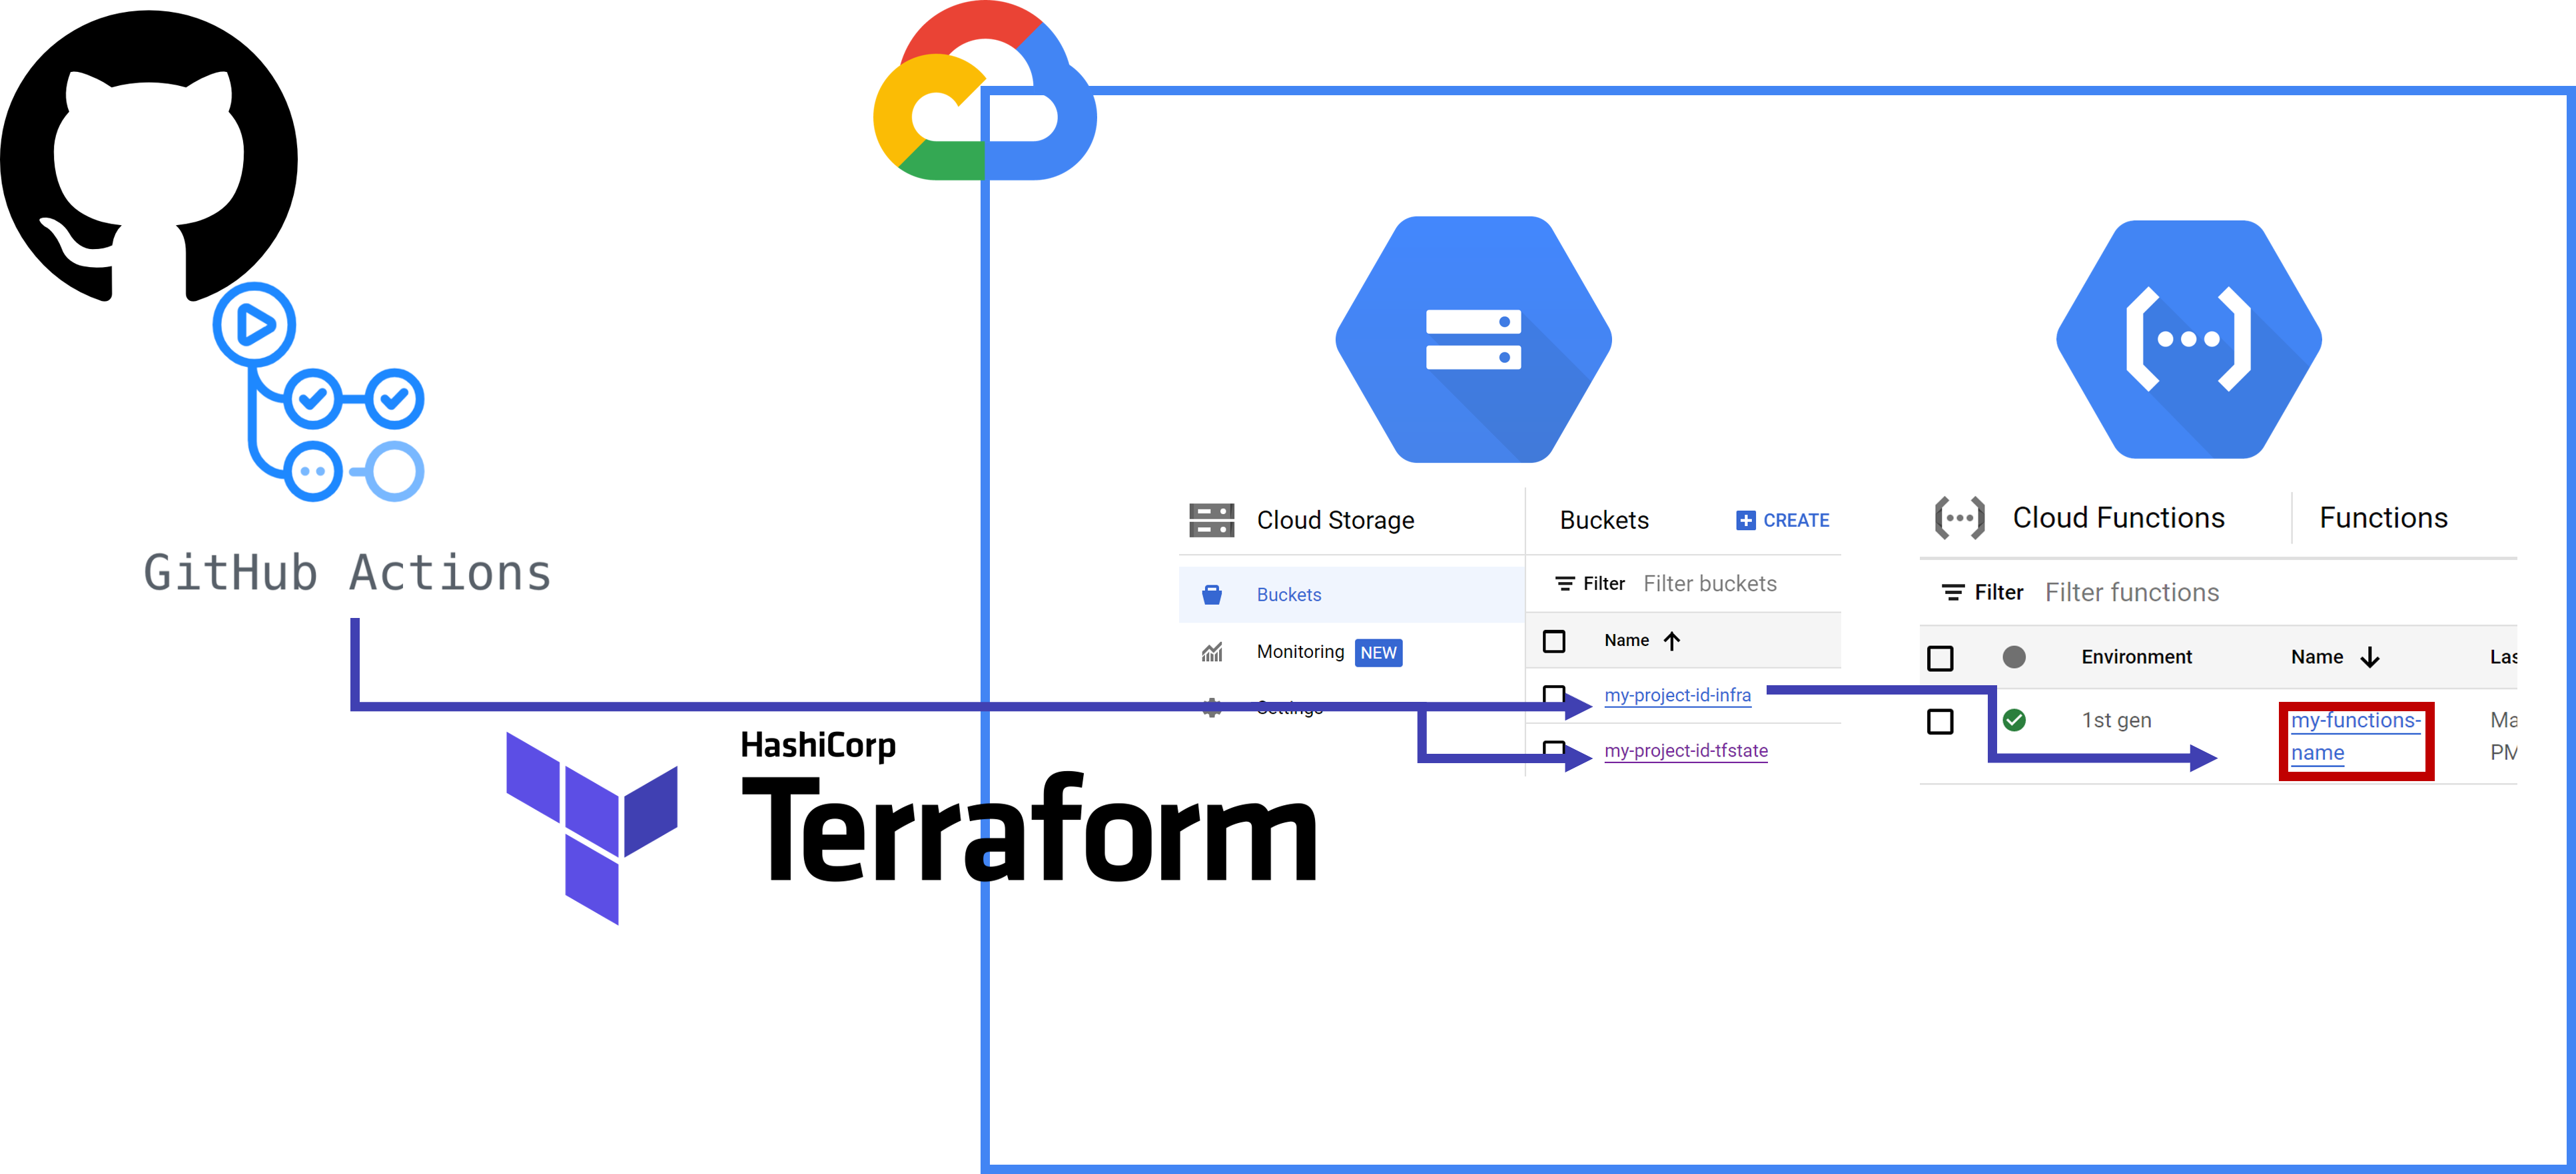 GitHub Actions
HashiCorp
Terraform
Cloud Storage
Buckets
Monitoring NEW
Settings
Buckets
CREATE
Filter Filter buckets
Name
my-project-id-infra
my-project-id-tfstate
Cloud Functions
Functions
Filter Filter functions
Environment Name Las
1st gen my-functions- Ma
name PM